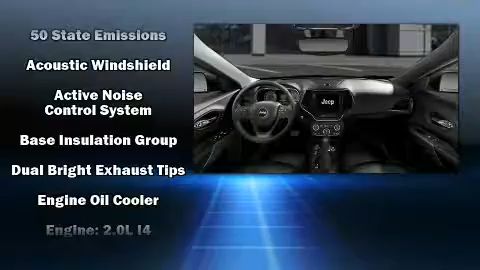 50 State Emissions
Acoustic Windshield
Active Noise
Control System
Base Insulation Group
Dual Bright Exhaust Tips
Engine Oil Cooler
Engine: 2.0L I4
Jeep